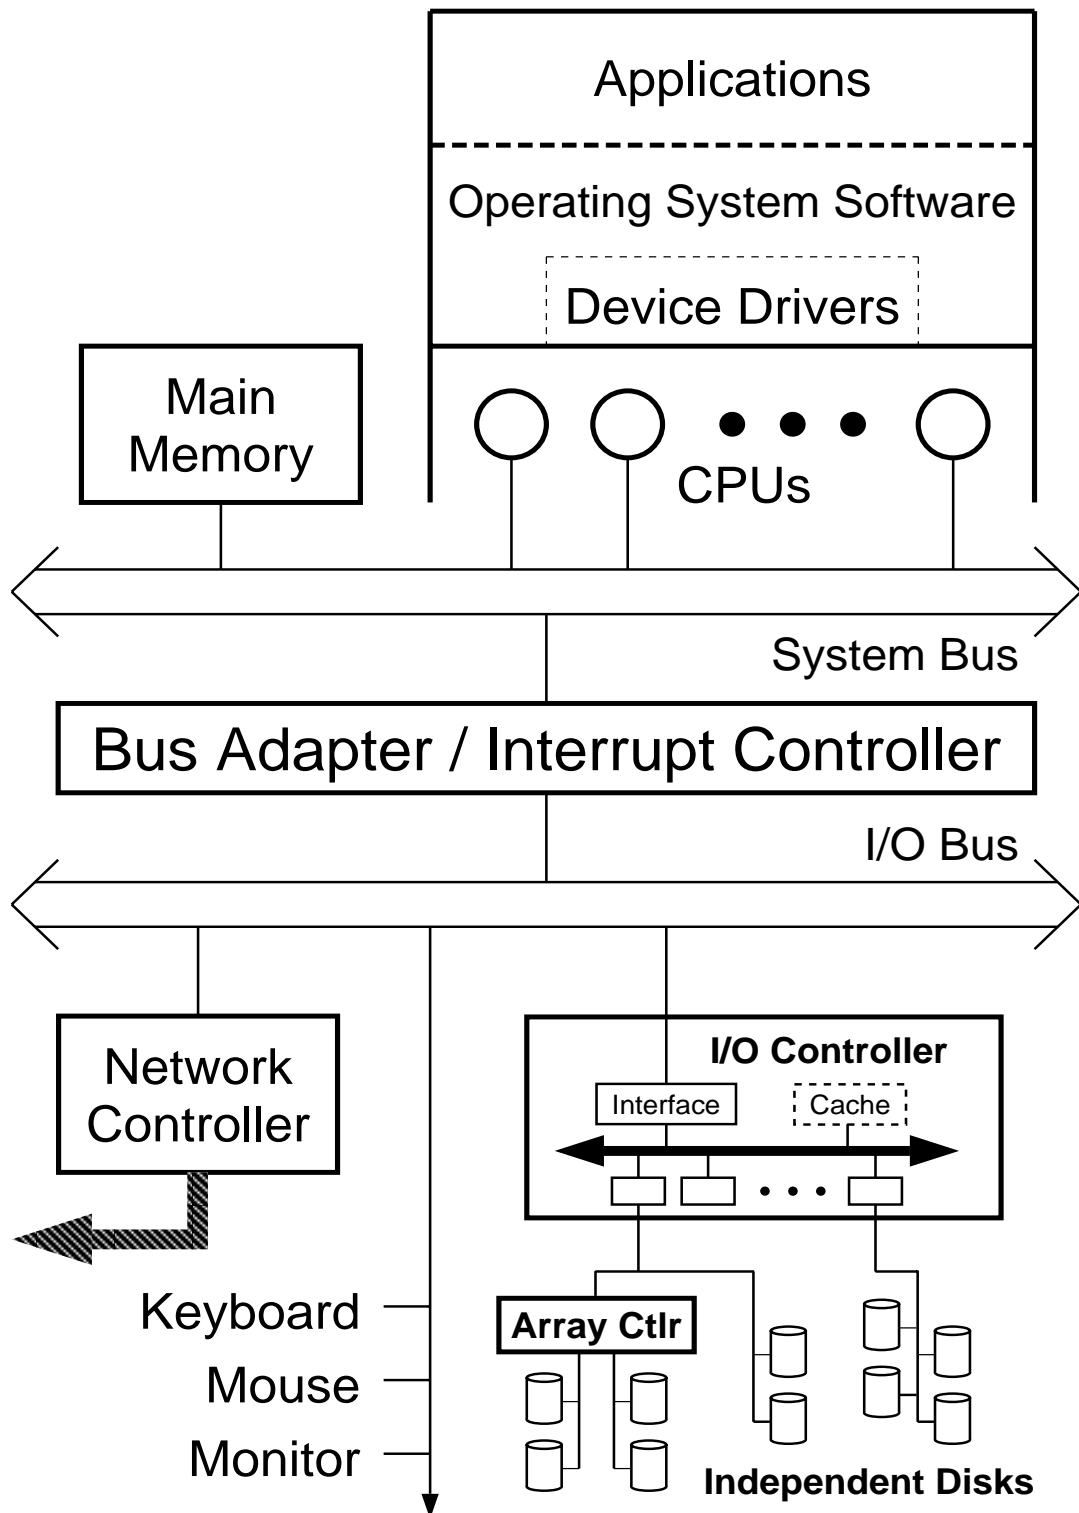 Applications
Operating System Software
Device Drivers
Main
Memory
CPUs
System Bus
Bus Adapter / Interrupt Controller
I/O Bus
Network
Controller
I/O Controller
Interface
Cache
Keyboard
Array Ctlr
Mouse
Monitor
Independent Disks